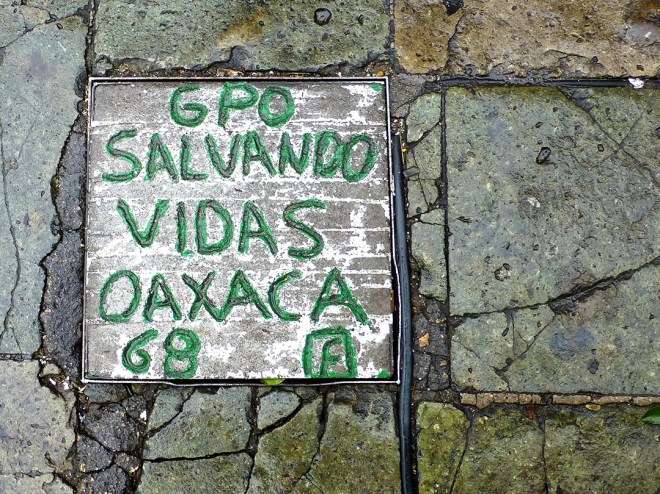 GPO
SALVANDO
VIDAS
OAXACA
68 F